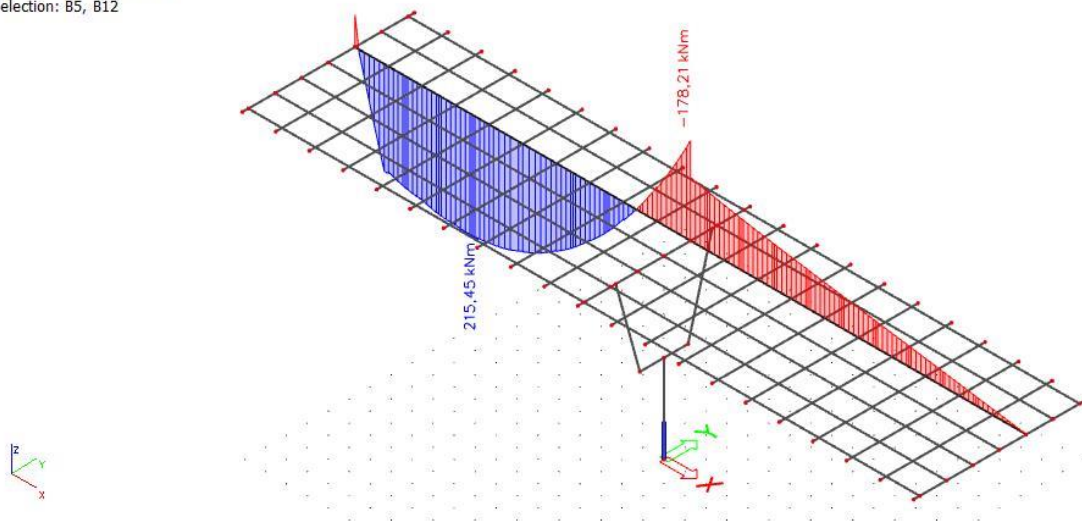 election: B5, B12
-178,21 kNm
215,45 kNm
Y
X
Z
Y
X